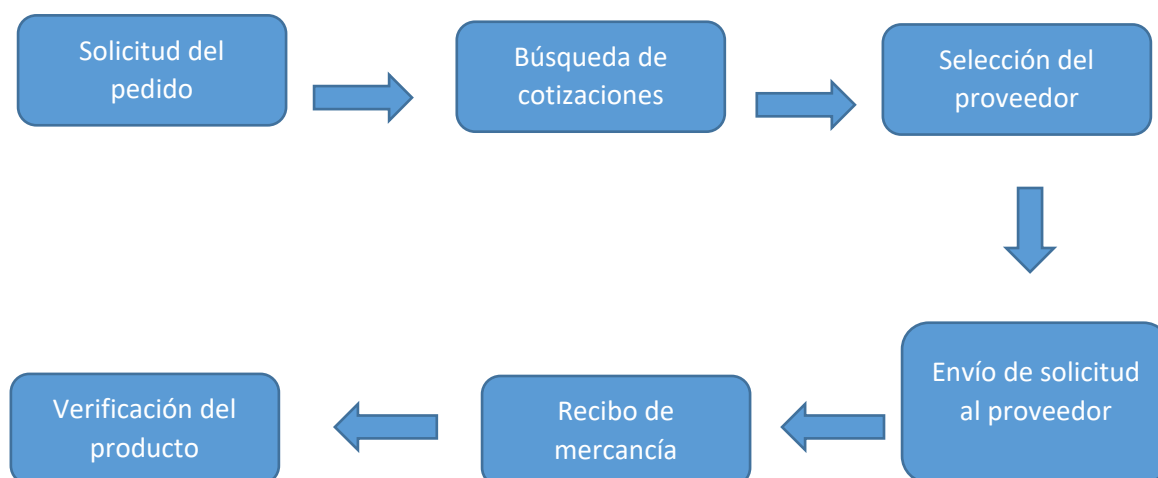 Solicitud del
pedido
Búsqueda de
cotizaciones
Selección del
proveedor
Envío de solicitud
al proveedor
Recibo de
mercancía
Verificación del
producto